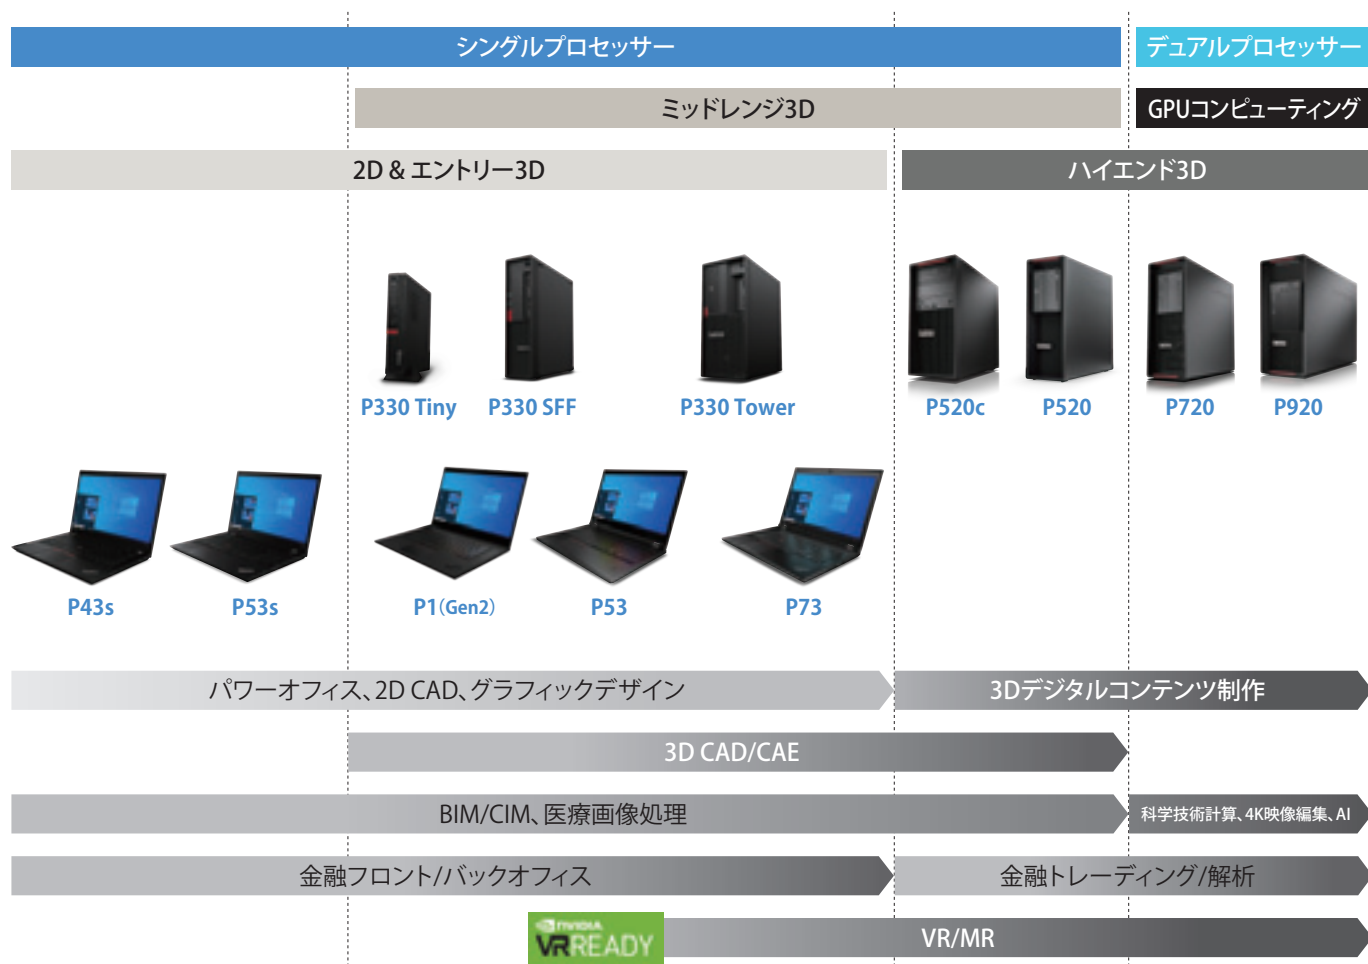 シングルプロセッサー
デュアルプロセッサー
ミッドレンジ3D
GPUコンピューティング
2D & エントリー3D
ハイエンド3D
P330 Tiny
P330 SFF
P330 Tower
P520c
P520
P720
P920
P43s
P53s
P1(Gen2)
P53
P73
パワーオフィス、2D CAD、グラフィックデザイン
3Dデジタルコンテンツ制作
3D CAD/CAE
BIM/CIM、医療画像処理
科学技術計算、4K映像編集、AI
金融フロント/バックオフィス
金融トレーディング/解析
NVIDIA
VRREADY
VR/MR